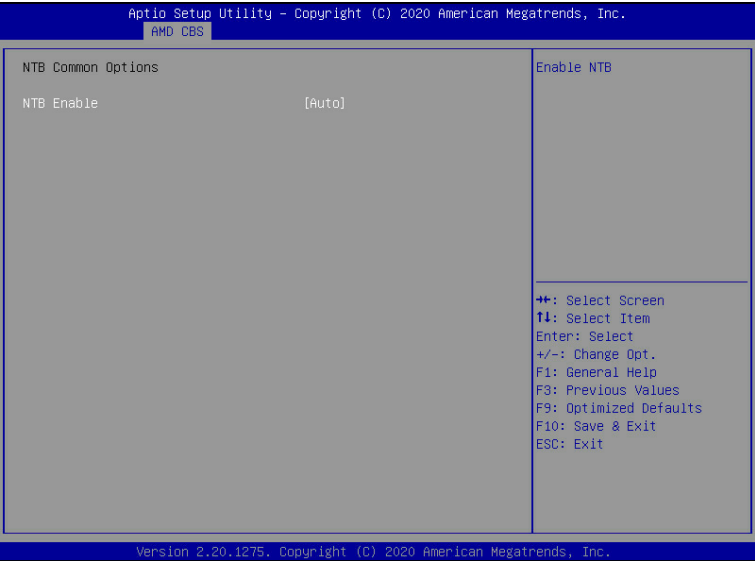 Aptio Setup Utility – Copyright (C) 2020 American Megatrends, Inc.
AMD CBS
NTB Common Options
NTB Enable [Auto]
Enable NTB
→←: Select Screen
↑↓: Select Item
Enter: Select
+/-: Change Opt.
F1: General Help
F3: Previous Values
F9: Optimized Defaults
F10: Save & Exit
ESC: Exit
Version 2.20.1275. Copyright (C) 2020 American Megatrends, Inc.